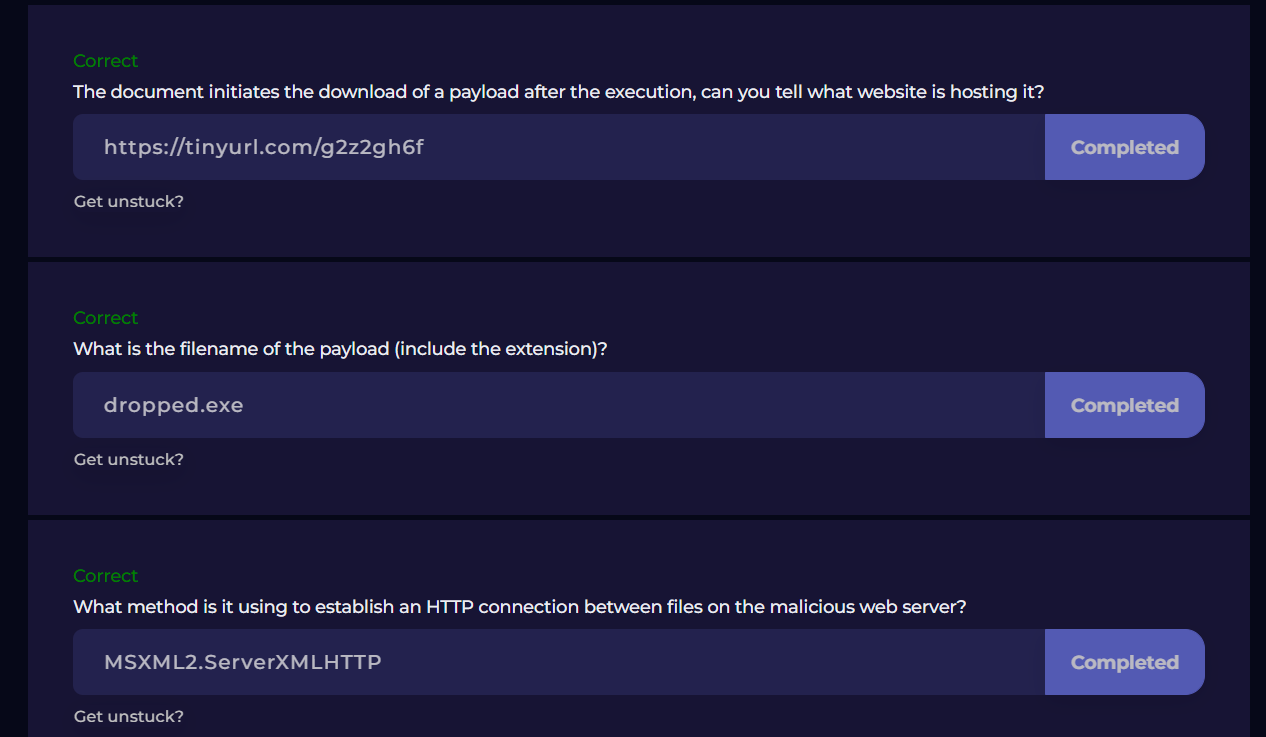 Correct
The document initiates the download of a payload after the execution, can you tell what website is hosting it?
https://tinyurl.com/g2z2gh6f
Completed
Get unstuck?
Correct
What is the filename of the payload (include the extension)?
dropped.exe
Completed
Get unstuck?
Correct
What method is it using to establish an HTTP connection between files on the malicious web server?
MSXML2.ServerXMLHTTP
Completed
Get unstuck?